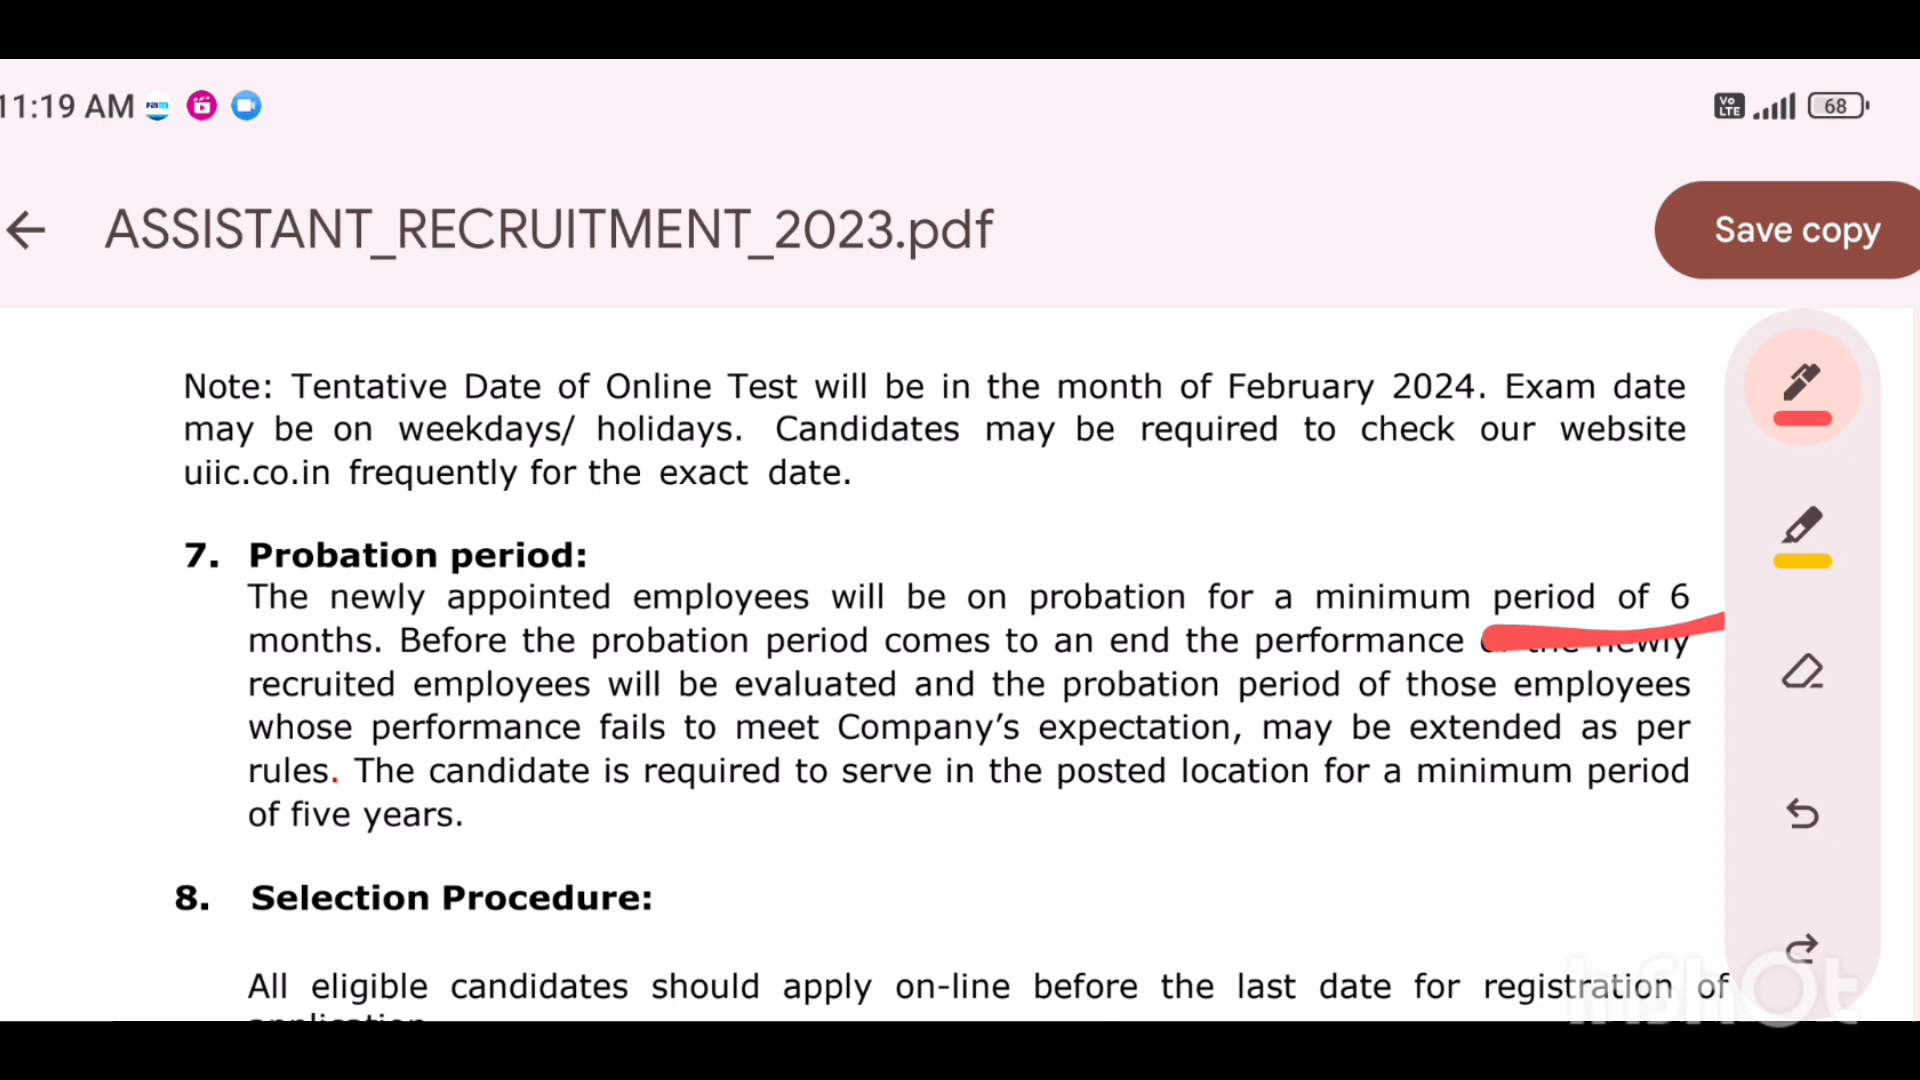 11:19 AM
Paytm
Vo LTE
68
ASSISTANT_RECRUITMENT_2023.pdf
Save copy
Note: Tentative Date of Online Test will be in the month of February 2024. Exam date
may be on weekdays/ holidays. Candidates may be required to check our website
uiic.co.in frequently for the exact date.
7. Probation period:
The newly appointed employees will be on probation for a minimum period of 6
months. Before the probation period comes to an end the performance of the newly
recruited employees will be evaluated and the probation period of those employees
whose performance fails to meet Company’s expectation, may be extended as per
rules. The candidate is required to serve in the posted location for a minimum period
of five years.
8. Selection Procedure:
All eligible candidates should apply on-line before the last date for registration of
InShOt